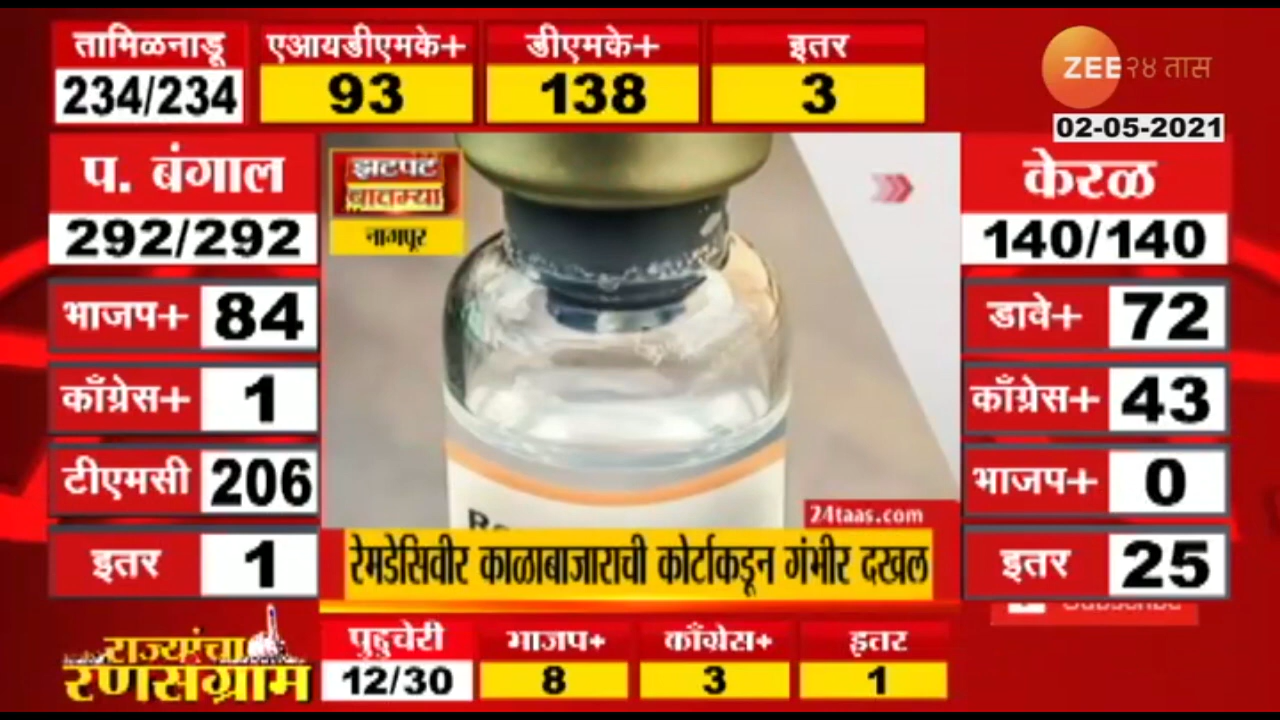 तामिळनाडू एआयडीएमके+ डीएमके+ इतर
234/234 93 138 3
ZEE २४ तास
02-05-2021
प. बंगाल
292/292
भाजप+ 84
काँग्रेस+ 1
टीएमसी 206
इतर 1
झटपट
बातम्या
नागपूर
24taas.com
रेमडेसिवीर काळाबाजाराची कोर्टाकडून गंभीर दखल
केरळ
140/140
डावे+ 72
काँग्रेस+ 43
भाजप+ 0
इतर 25
राज्यांचा
रणसंग्राम
पुद्दुचेरी भाजप+ काँग्रेस+ इतर
12/30 8 3 1